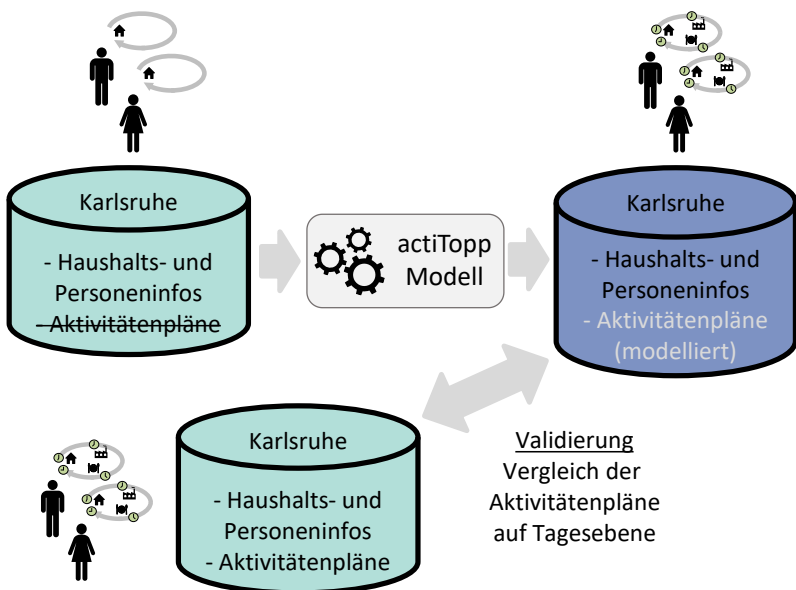 Karlsruhe
- Haushalts- und
Personeninfos
- Aktivitätenpläne
actiTopp
Modell
Karlsruhe
- Haushalts- und
Personeninfos
- Aktivitätenpläne
(modelliert)
Karlsruhe
- Haushalts- und
Personeninfos
- Aktivitätenpläne
Validierung
Vergleich der
Aktivitätenpläne
auf Tagesebene